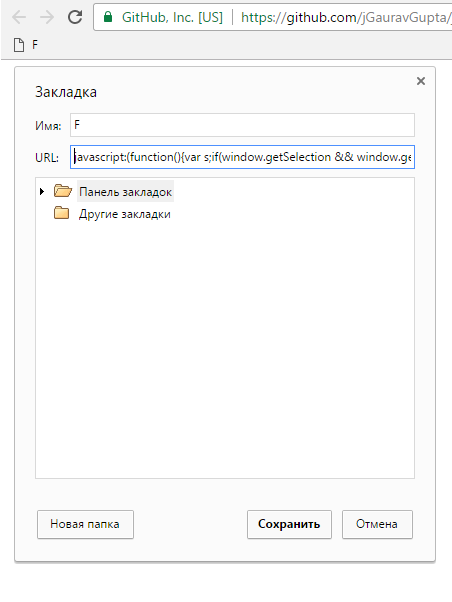 GitHub, Inc. [US] https://github.com/jGauravGupta/
F
Закладка
Имя: F
URL: javascript:(function(){var s;if(window.getSelection && window.ge
Панель закладок
Другие закладки
Новая папка Сохранить Отмена